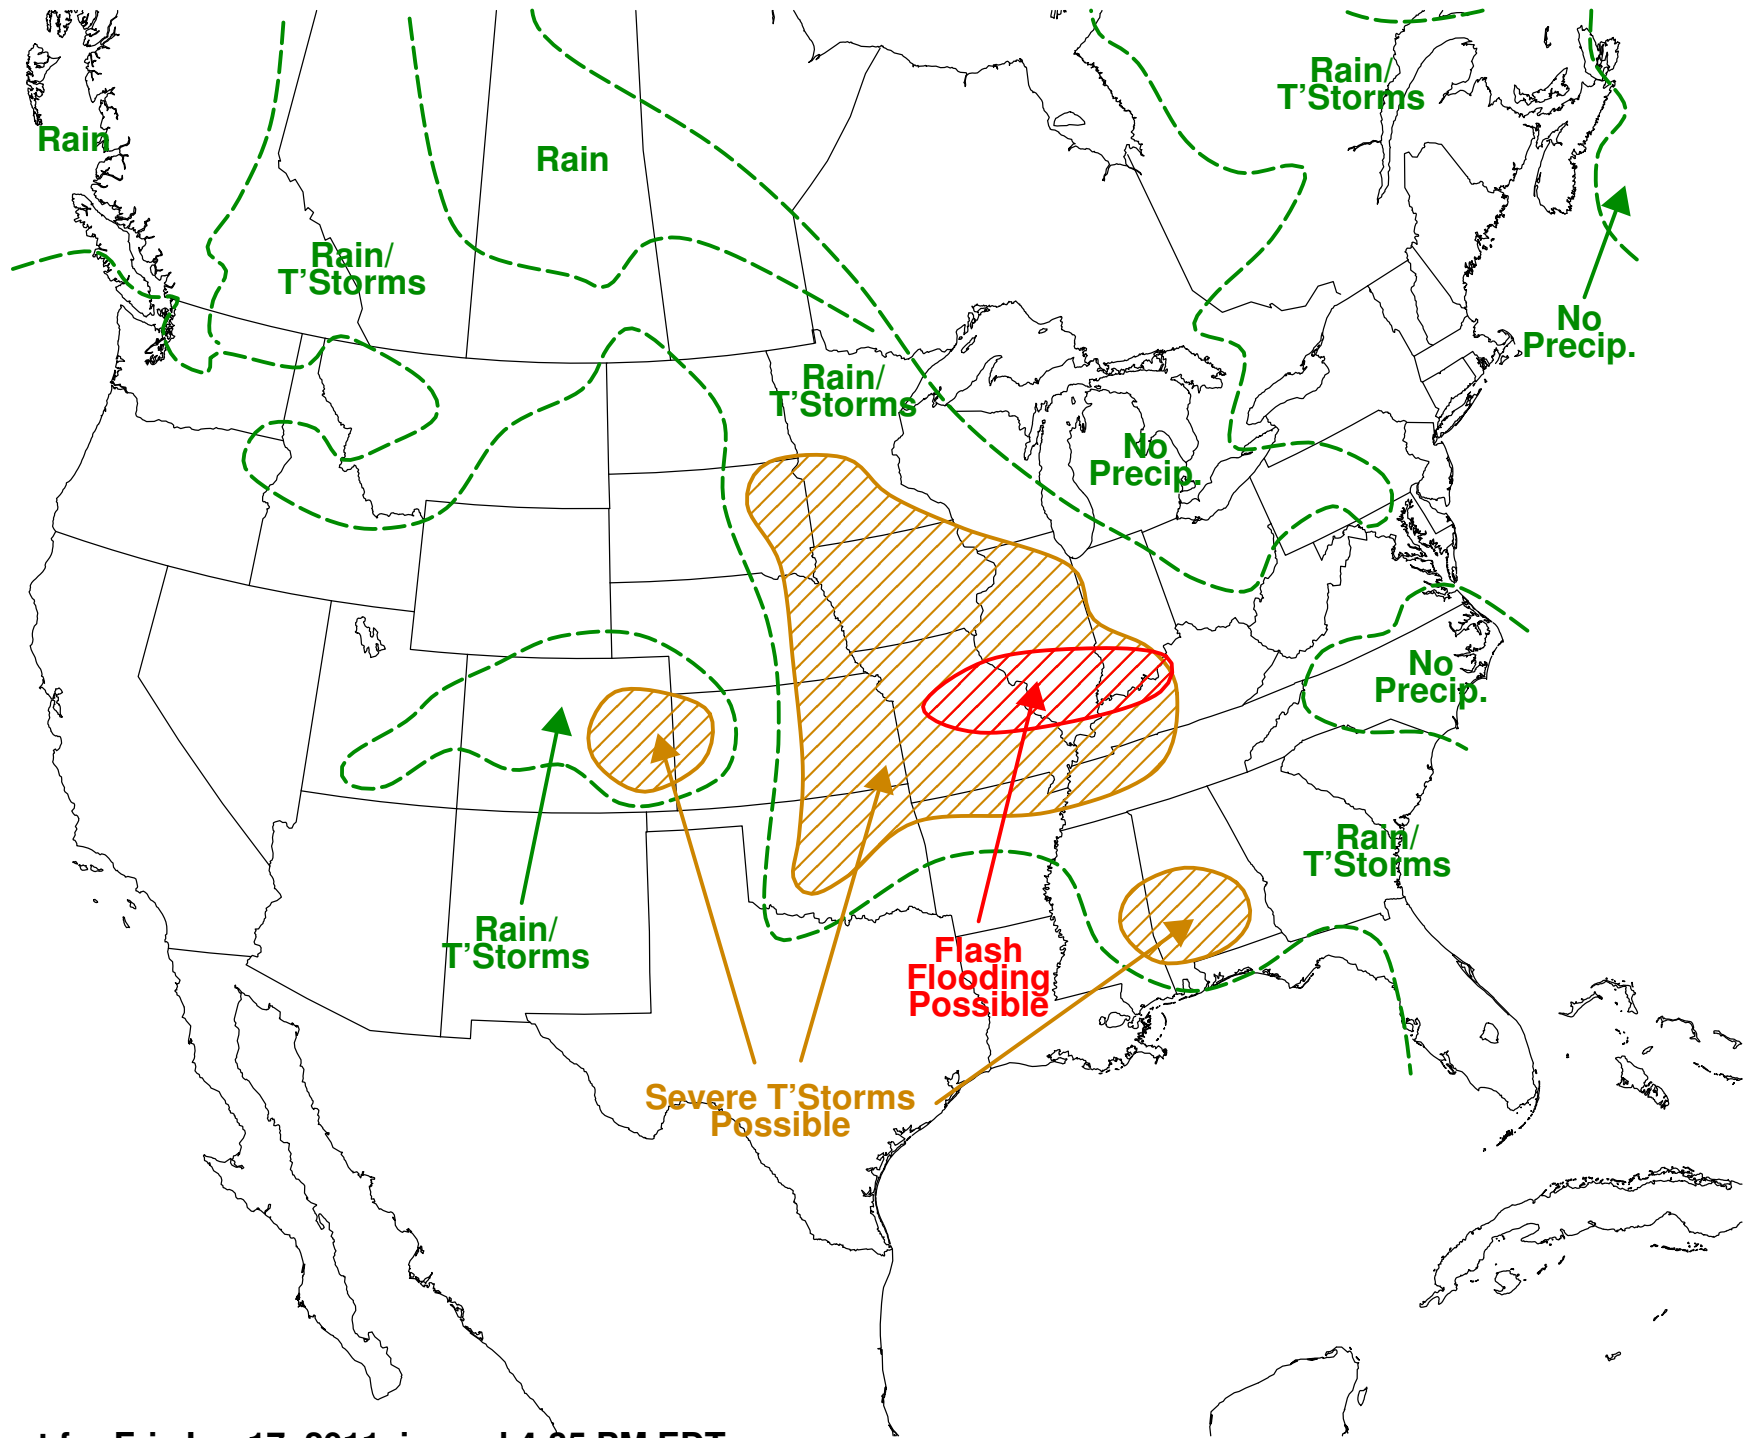 Rain/
T’Storms
Rain
Rain
Rain/
T’Storms
No
Precip.
Rain/
T’Storms
No
Precip.
No
Precip.
Rain/
T’Storms
Rain/
T’Storms
Flash
Flooding
Possible
Severe T’Storms
Possible